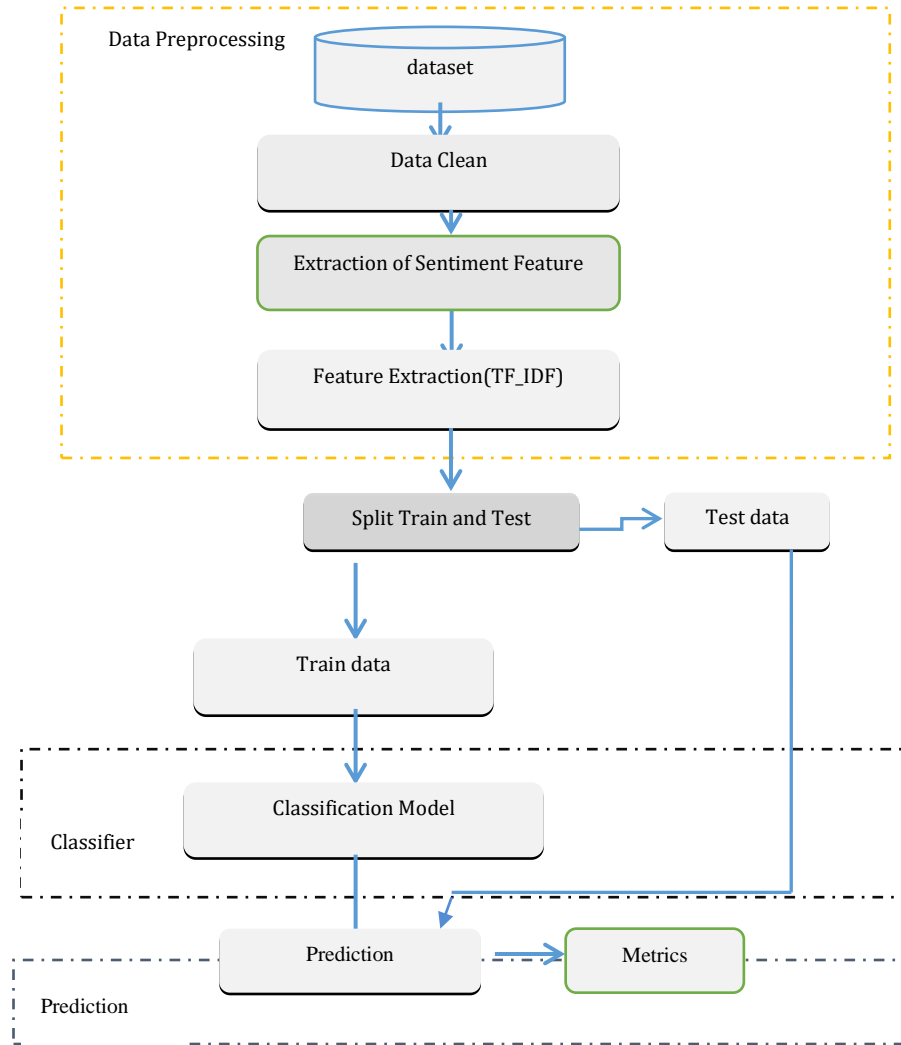 Data Preprocessing
dataset
Data Clean
Extraction of Sentiment Feature
Feature Extraction(TF_IDF)
Split Train and Test
Test data
Train data
Classification Model
Classifier
Prediction
Metrics
Prediction